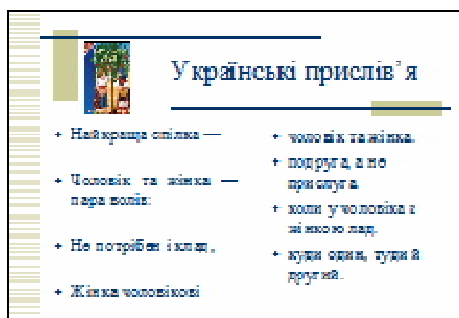 Українські прислів’я
Найкраща спілка —
Чоловік та жінка —
пара волів:
Не потрібен і клад,
Жінка чоловікові
чоловік та жінка.
подруга, а не
прислуга.
коли у чоловіка з
жінкою лад.
куди один, туди й
другий.